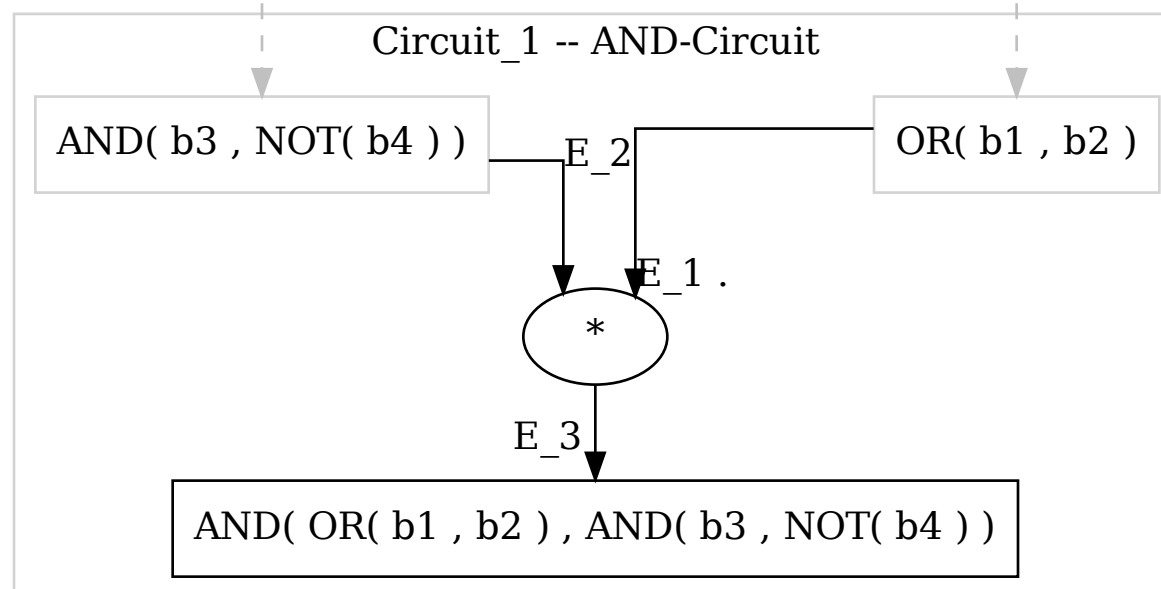 Circuit_1 -- AND-Circuit
AND( b3 , NOT( b4 ) )
OR( b1 , b2 )
E_2
E_1 .
*
E_3
AND( OR( b1 , b2 ) , AND( b3 , NOT( b4 ) )